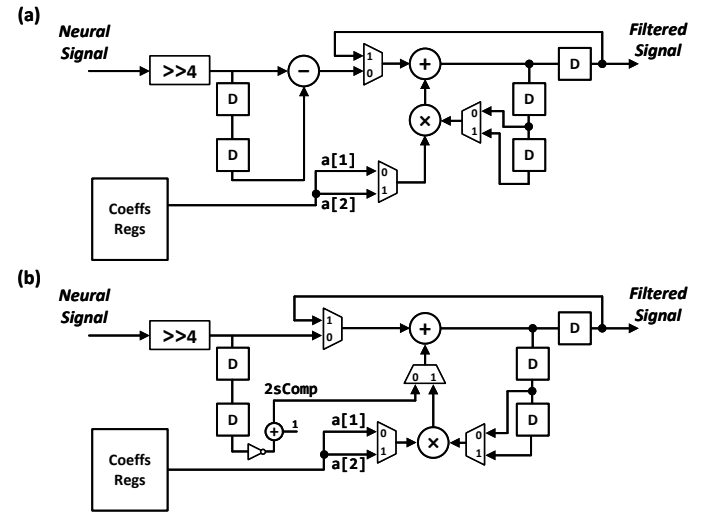 (a)
Neural
Signal
>>4
D
D
−
1
0
+
×
0
1
D
D
D
Filtered
Signal
a[1]
a[2]
0
1
Coeffs
Regs
(b)
Neural
Signal
>>4
D
D
1
0
+
0 1
2sComp
+
1
D
D
D
Filtered
Signal
a[1]
a[2]
0
1
×
0
1
Coeffs
Regs